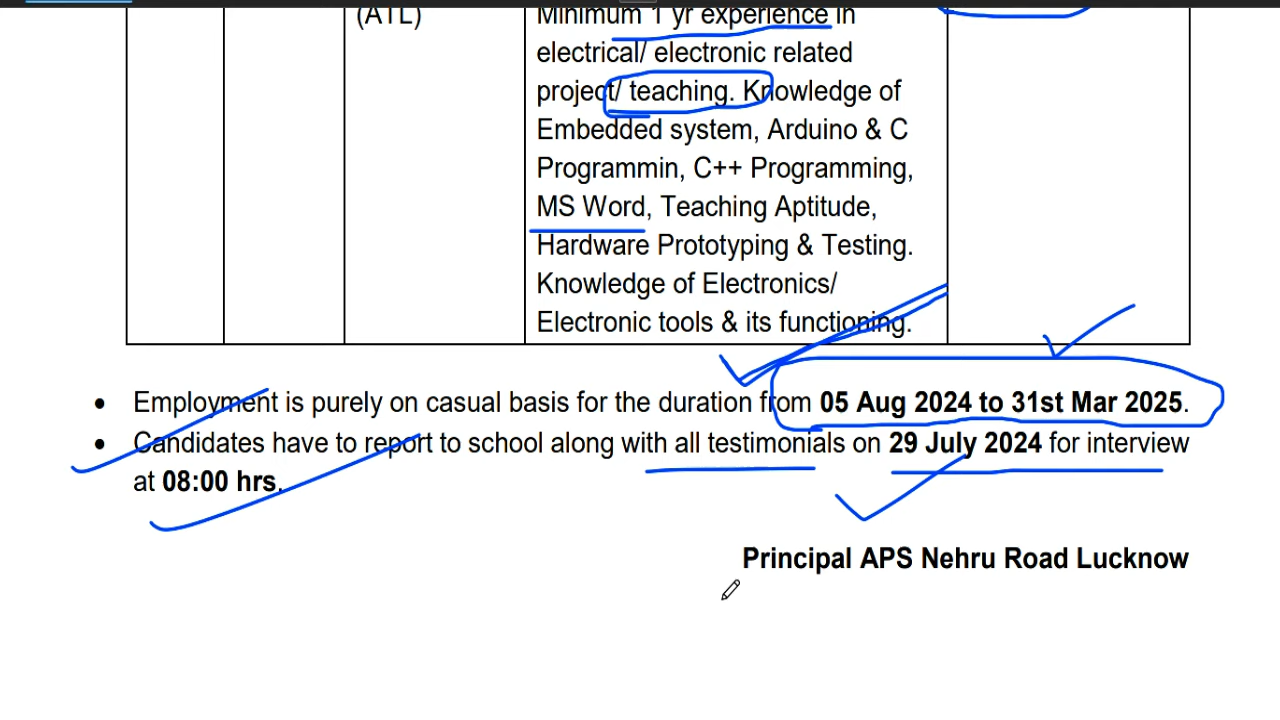 (ATL)
Minimum 1 yr experience in
electrical/ electronic related
project/ teaching. Knowledge of
Embedded system, Arduino & C
Programmin, C++ Programming,
MS Word, Teaching Aptitude,
Hardware Prototyping & Testing.
Knowledge of Electronics/
Electronic tools & its functioning.
• Employment is purely on casual basis for the duration from 05 Aug 2024 to 31st Mar 2025.
• Candidates have to report to school along with all testimonials on 29 July 2024 for interview
at 08:00 hrs.
Principal APS Nehru Road Lucknow